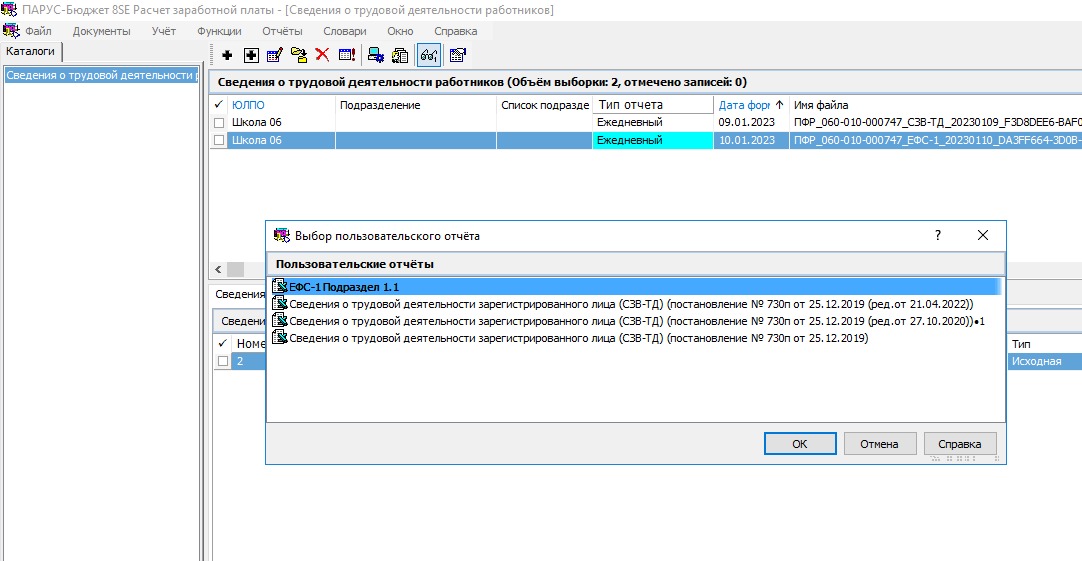 ПАРУС-Бюджет 8SE Расчет заработной платы - [Сведения о трудовой деятельности работников]
Файл Документы Учёт Функции Отчёты Словари Окно Справка
Каталоги
Сведения о трудовой деятельности
Сведения о трудовой деятельности работников (Объём выборки: 2, отмечено записей: 0)
ЮЛПО Подразделение Список подразде Тип отчета Дата форм Имя файла
Школа 06 Ежедневный 09.01.2023 ПФР_060-010-000747_СЗВ-ТД_20230109_F3D8DEE6-BAF0
Школа 06 Ежедневный 10.01.2023 ПФР_060-010-000747_ЕФС-1_20230110_DA3FF664-3D0B-
Выбор пользовательского отчёта ?
Пользовательские отчёты
ЕФС-1 Подраздел 1.1
Сведения о трудовой деятельности зарегистрированного лица (СЗВ-ТД) (постановление № 730п от 25.12.2019 (ред.от 21.04.2022))
Сведения о трудовой деятельности зарегистрированного лица (СЗВ-ТД) (постановление № 730п от 25.12.2019 (ред.от 27.10.2020))•1
Сведения о трудовой деятельности зарегистрированного лица (СЗВ-ТД) (постановление № 730п от 25.12.2019)
ОК Отмена Справка
Сведения
Сведени
Номе Тип
2 Исходная